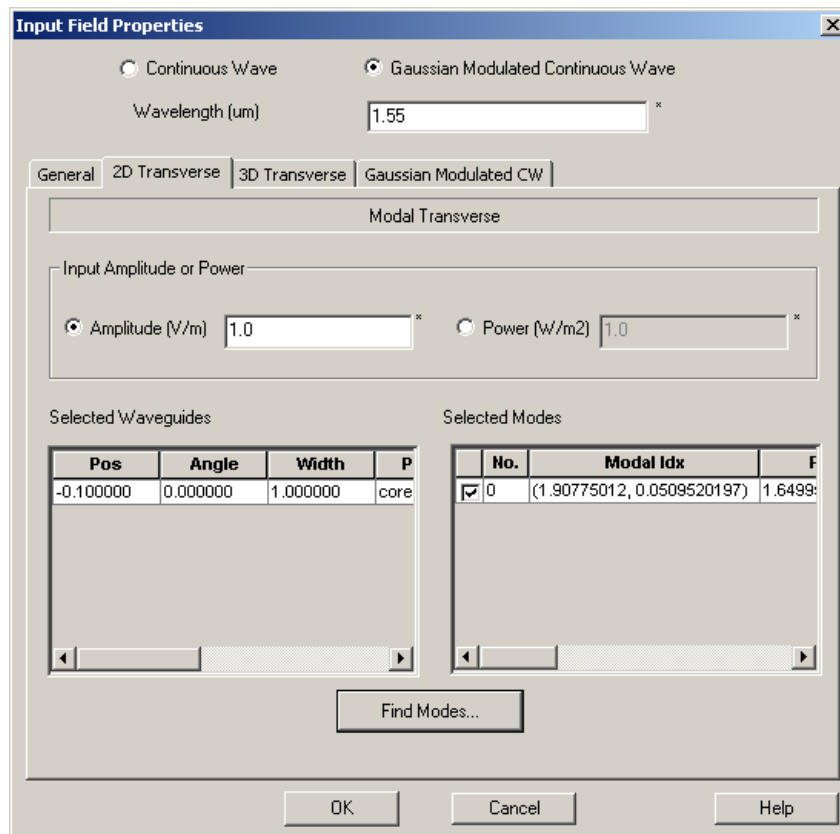 Input Field Properties
Continuous Wave Gaussian Modulated Continuous Wave
Wavelength (um) 1.55 *
General 2D Transverse 3D Transverse Gaussian Modulated CW
Modal Transverse
Input Amplitude or Power
Amplitude (V/m) 1.0 * Power (W/m2) 1.0 *
Selected Waveguides Selected Modes
Pos Angle Width P No. Modal Idx
-0.100000 0.000000 1.000000 core 0 (1.90775012, 0.0509520197) 1.6499
Find Modes...
OK Cancel Help